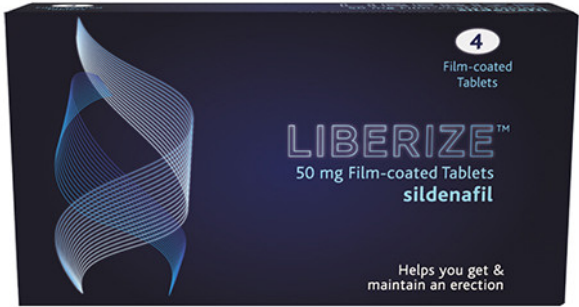 4
Film-coated
Tablets
LIBERIZE™
50 mg Film-coated Tablets
sildenafil
Helps you get &
maintain an erection